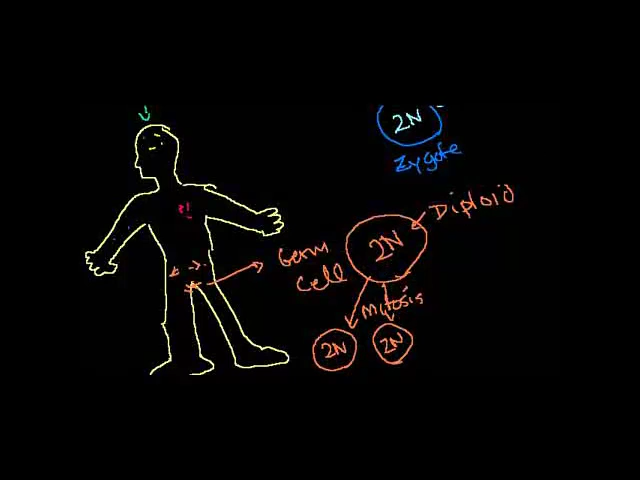 2N
Zygote
Diploid
2N
Germ
Cell
Mitosis
2N
2N